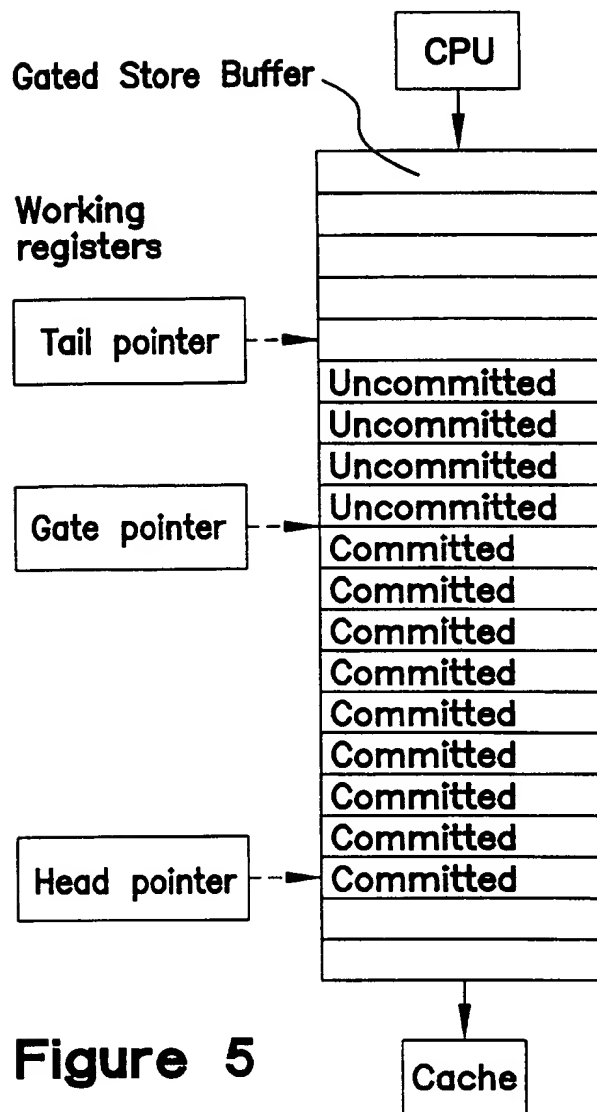 CPU
Gated Store Buffer
Working
registers
Tail pointer
Uncommitted
Uncommitted
Uncommitted
Uncommitted
Gate pointer
Committed
Committed
Committed
Committed
Committed
Committed
Committed
Committed
Head pointer
Committed
Figure 5
Cache